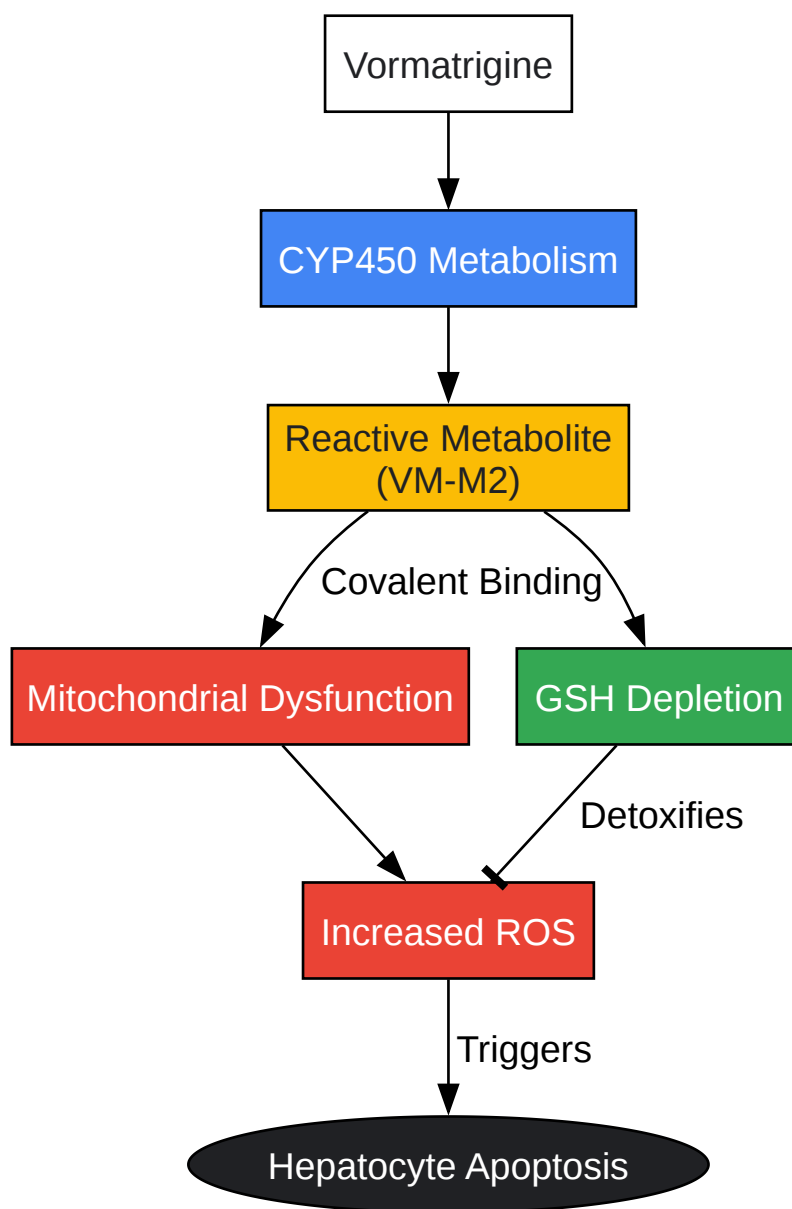 Vormatrigine
CYP450 Metabolism
Reactive Metabolite
(VM-M2)
Covalent Binding
Mitochondrial Dysfunction
GSH Depletion
Detoxifies
Increased ROS
Triggers
Hepatocyte Apoptosis